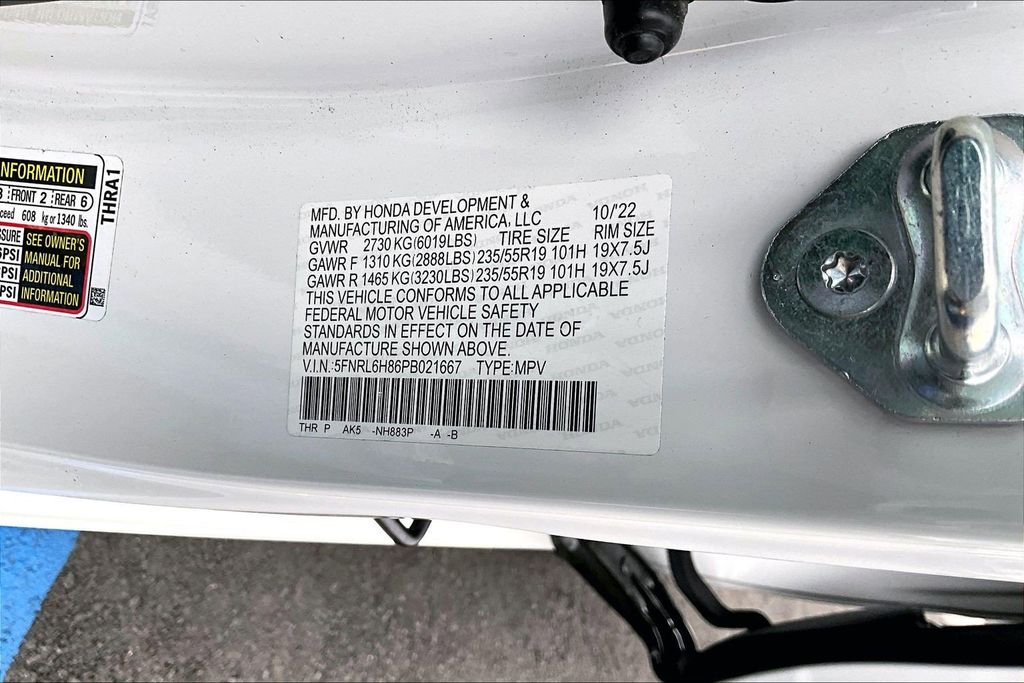 NFORMATION
3 FRONT 2 REAR 6
ceed 608 kg or 1340 lbs.
SSURE
SEE OWNER'S
MANUAL FOR
ADDITIONAL
INFORMATION
PSI
PSI
PSI
THRA1
MFD. BY HONDA DEVELOPMENT &
MANUFACTURING OF AMERICA, LLC 10/'22
GVWR 2730 KG(6019LBS) TIRE SIZE RIM SIZE
GAWR F 1310 KG(2888LBS) 235/55R19 101H 19X7.5J
GAWR R 1465 KG(3230LBS) 235/55R19 101H 19X7.5J
THIS VEHICLE CONFORMS TO ALL APPLICABLE
FEDERAL MOTOR VEHICLE SAFETY
STANDARDS IN EFFECT ON THE DATE OF
MANUFACTURE SHOWN ABOVE.
V.I.N.:5FNRL6H86PB021667 TYPE:MPV
THR P AK5 -NH883P -A -B